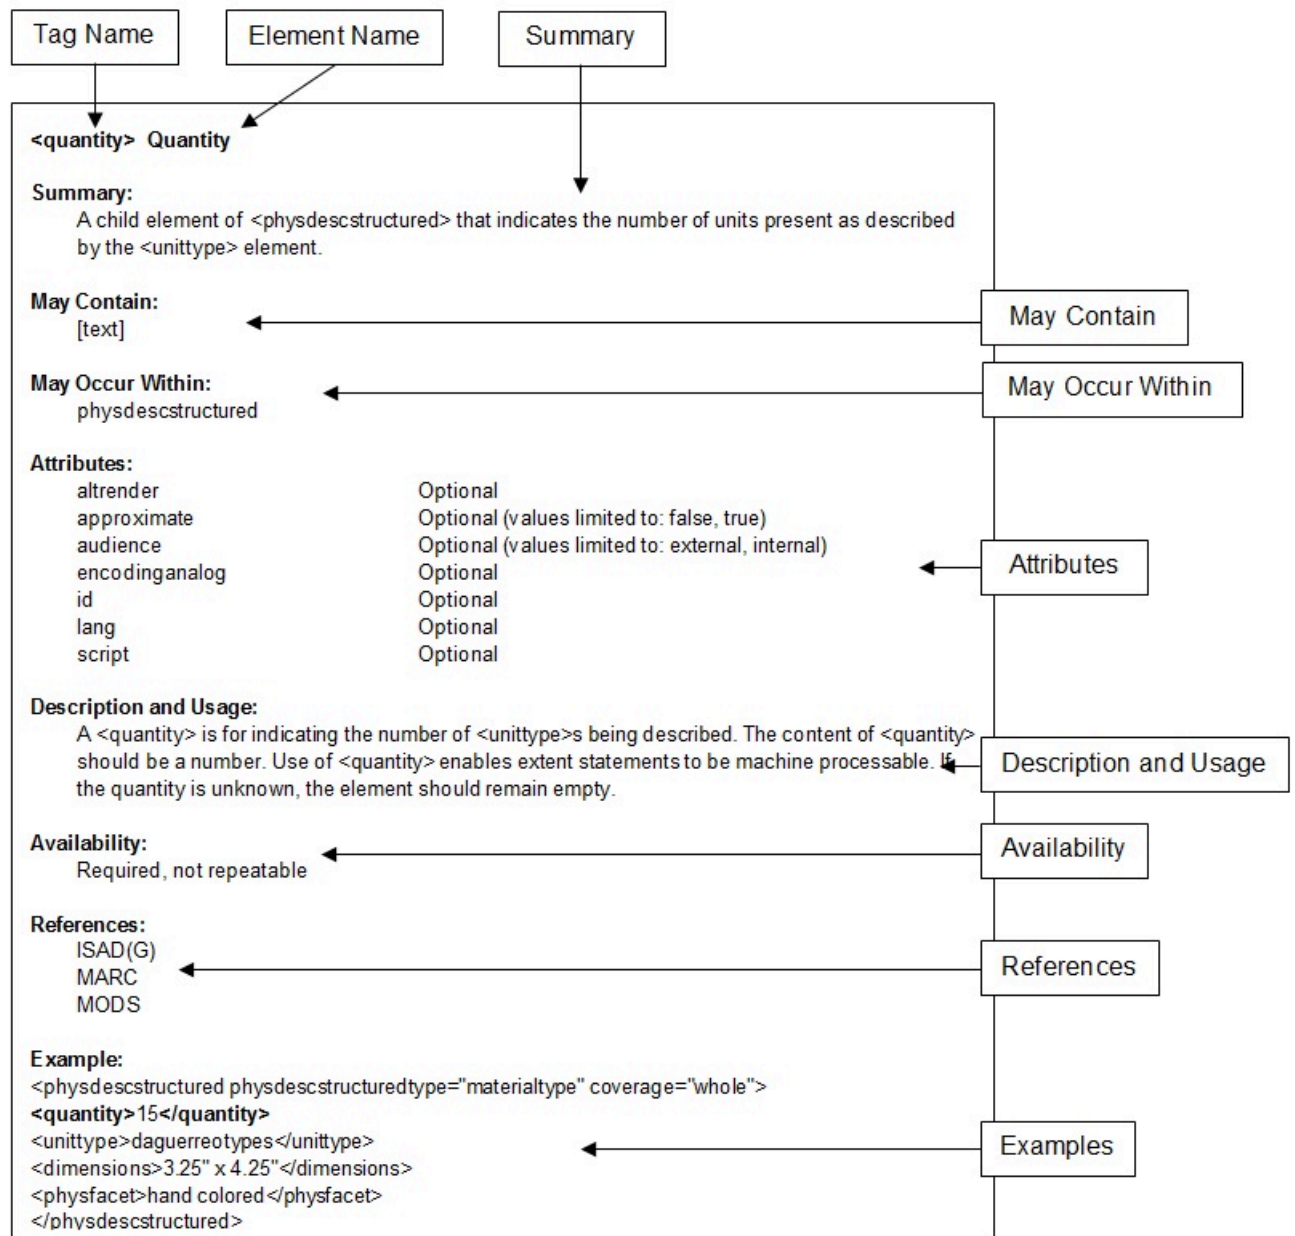 Tag Name
Element Name
Summary
<quantity> Quantity
Summary:
A child element of <physdescstructured> that indicates the number of units present as described
by the <unittype> element.
May Contain:
[text]
May Contain
May Occur Within:
physdescstructured
May Occur Within
Attributes:
altrender Optional
approximate Optional (values limited to: false, true)
audience Optional (values limited to: external, internal)
encodinganalog Optional
id Optional
lang Optional
script Optional
Attributes
Description and Usage:
A <quantity> is for indicating the number of <unittype>s being described. The content of <quantity>
should be a number. Use of <quantity> enables extent statements to be machine processable. If
the quantity is unknown, the element should remain empty.
Description and Usage
Availability:
Required, not repeatable
Availability
References:
ISAD(G)
MARC
MODS
References
Example:
<physdescstructured physdescstructuredtype="materialtype" coverage="whole">
<quantity>15</quantity>
<unittype>daguerreotypes</unittype>
<dimensions>3.25" x 4.25"</dimensions>
<physfacet>hand colored</physfacet>
</physdescstructured>
Examples